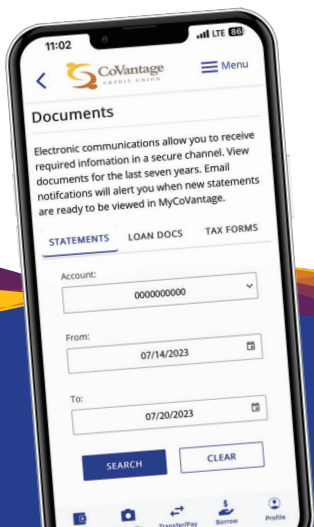 11:02
LTE 86
CoVantage
CREDIT UNION
Menu
Documents
Electronic communications allow you to receive
required infomation in a secure channel. View
documents for the last seven years. Email
notifcations will alert you when new statements
are ready to be viewed in MyCoVantage.
STATEMENTS LOAN DOCS TAX FORMS
Account:
0000000000
From:
07/14/2023
To:
07/20/2023
SEARCH CLEAR
Transfer/Pay Borrow Profile